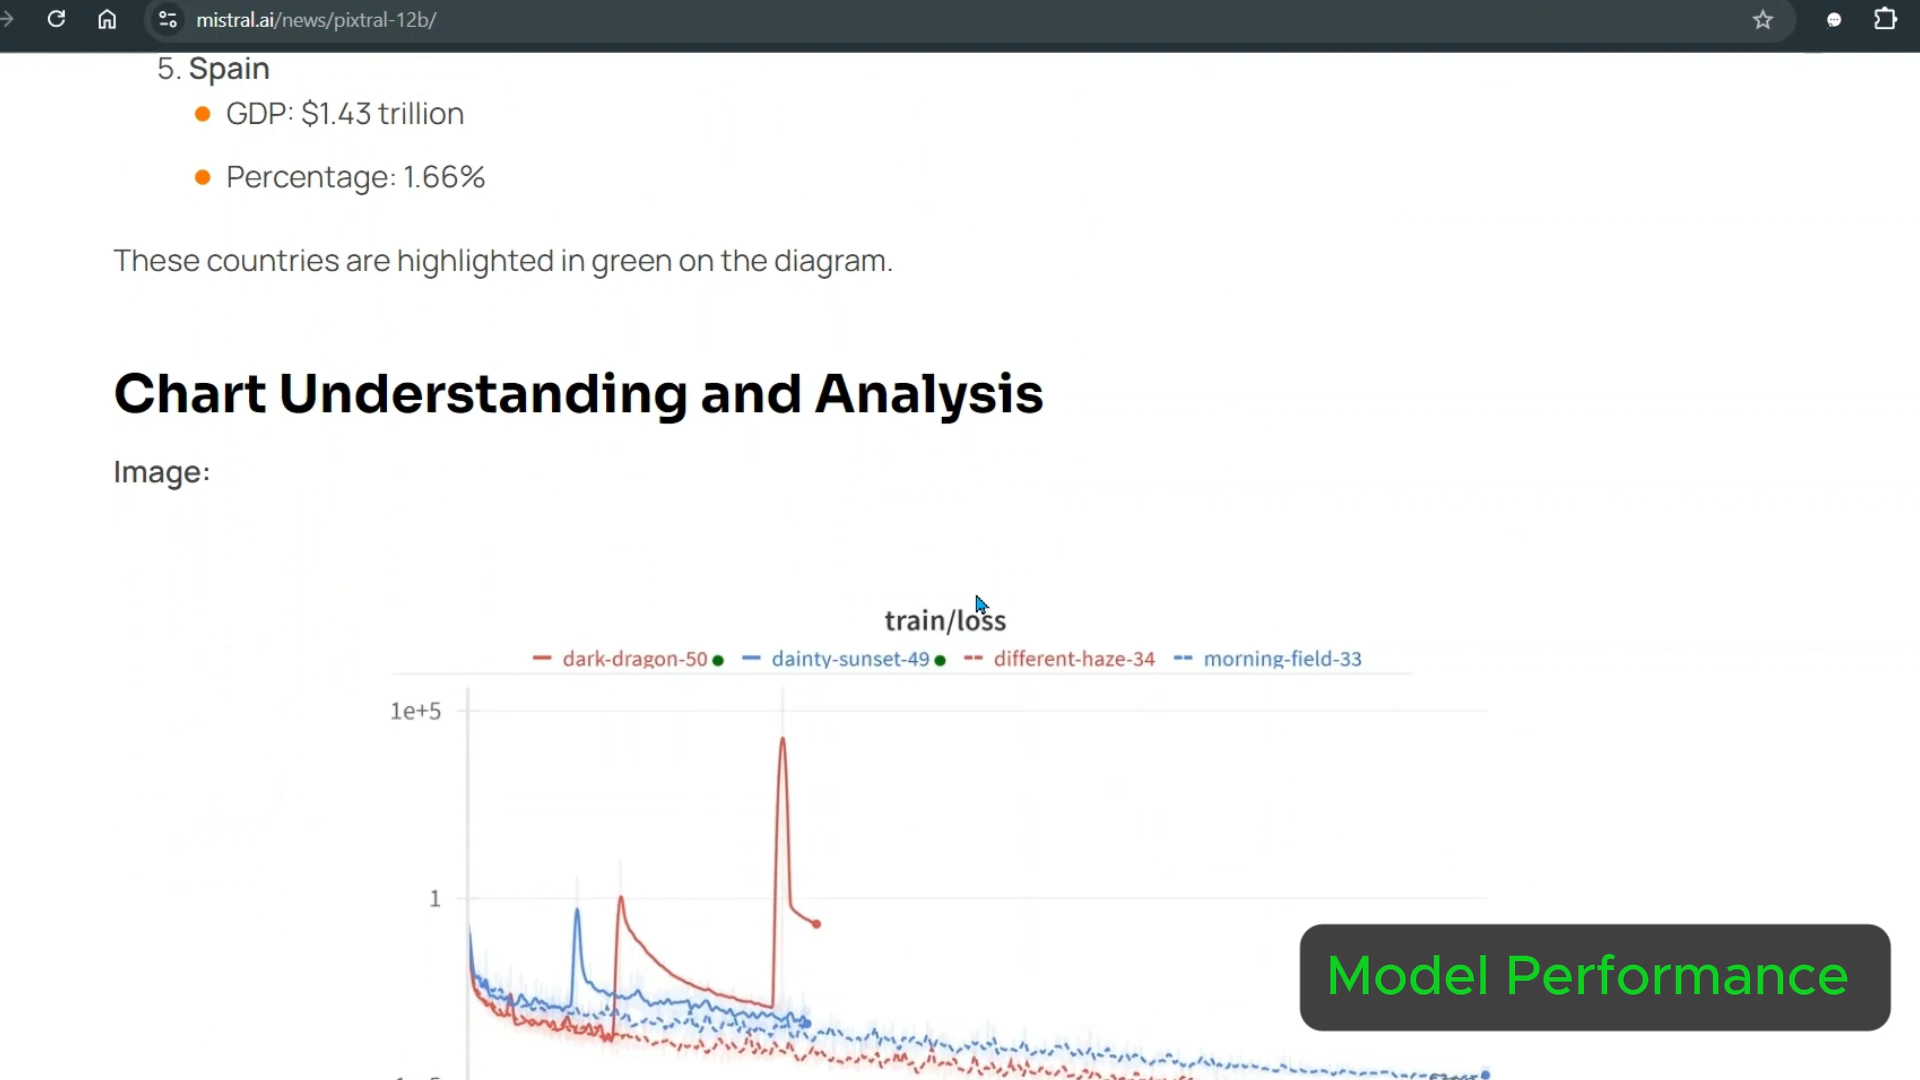 mistral.ai/news/pixtral-12b/
5. Spain
GDP: $1.43 trillion
Percentage: 1.66%
These countries are highlighted in green on the diagram.
Chart Understanding and Analysis
Image:
train/loss
dark-dragon-50 dainty-sunset-49 different-haze-34 morning-field-33
1e+5
1
Model Performance